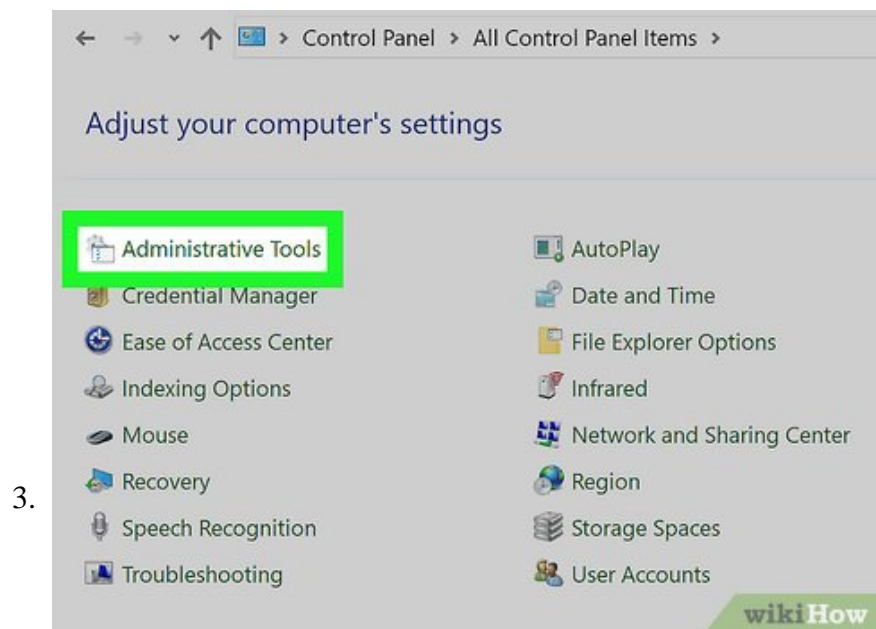 Control Panel > All Control Panel Items >
Adjust your computer's settings
Administrative Tools
AutoPlay
Credential Manager
Date and Time
Ease of Access Center
File Explorer Options
Indexing Options
Infrared
Mouse
Network and Sharing Center
Recovery
Region
3.
Speech Recognition
Storage Spaces
Troubleshooting
User Accounts
wikiHow